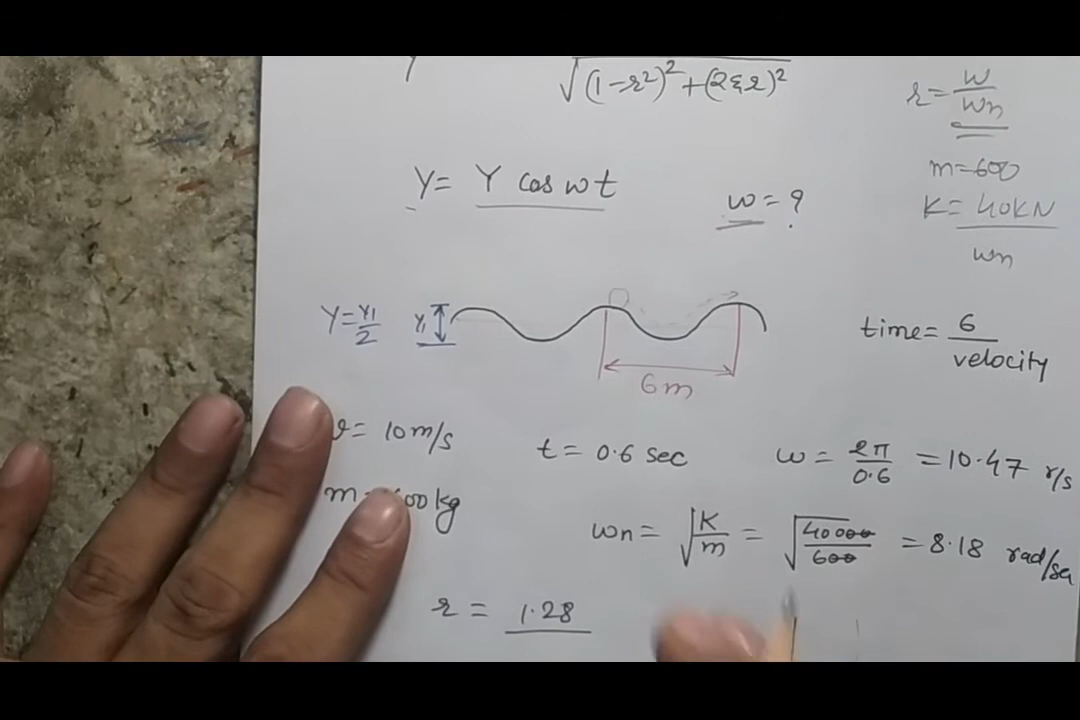 Y
√(1-r²)²+(2ξr)²
r = w/wn
m=600
K= 40KN
wn
y= Y cos wt
w = ?
Y=Y1/2
Y1
6m
time= 6/velocity
v= 10m/s
t= 0.6 sec
w = 2π/0.6 = 10.47 r/s
m= 00kg
wn = √K/m = √40000/600 = 8.18 rad/sec
r = 1.28